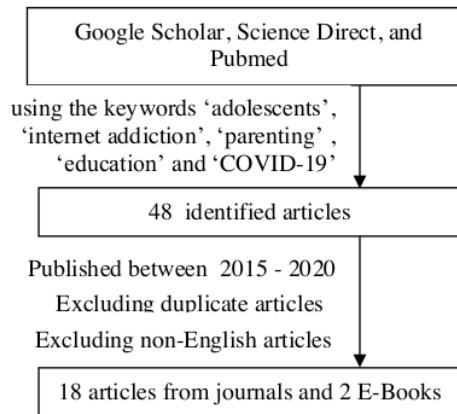 Google Scholar, Science Direct, and
Pubmed
using the keywords ‘adolescents’,
‘internet addiction’, ‘parenting’ ,
‘education’ and ‘COVID-19’
48 identified articles
Published between 2015 - 2020
Excluding duplicate articles
Excluding non-English articles
18 articles from journals and 2 E-Books